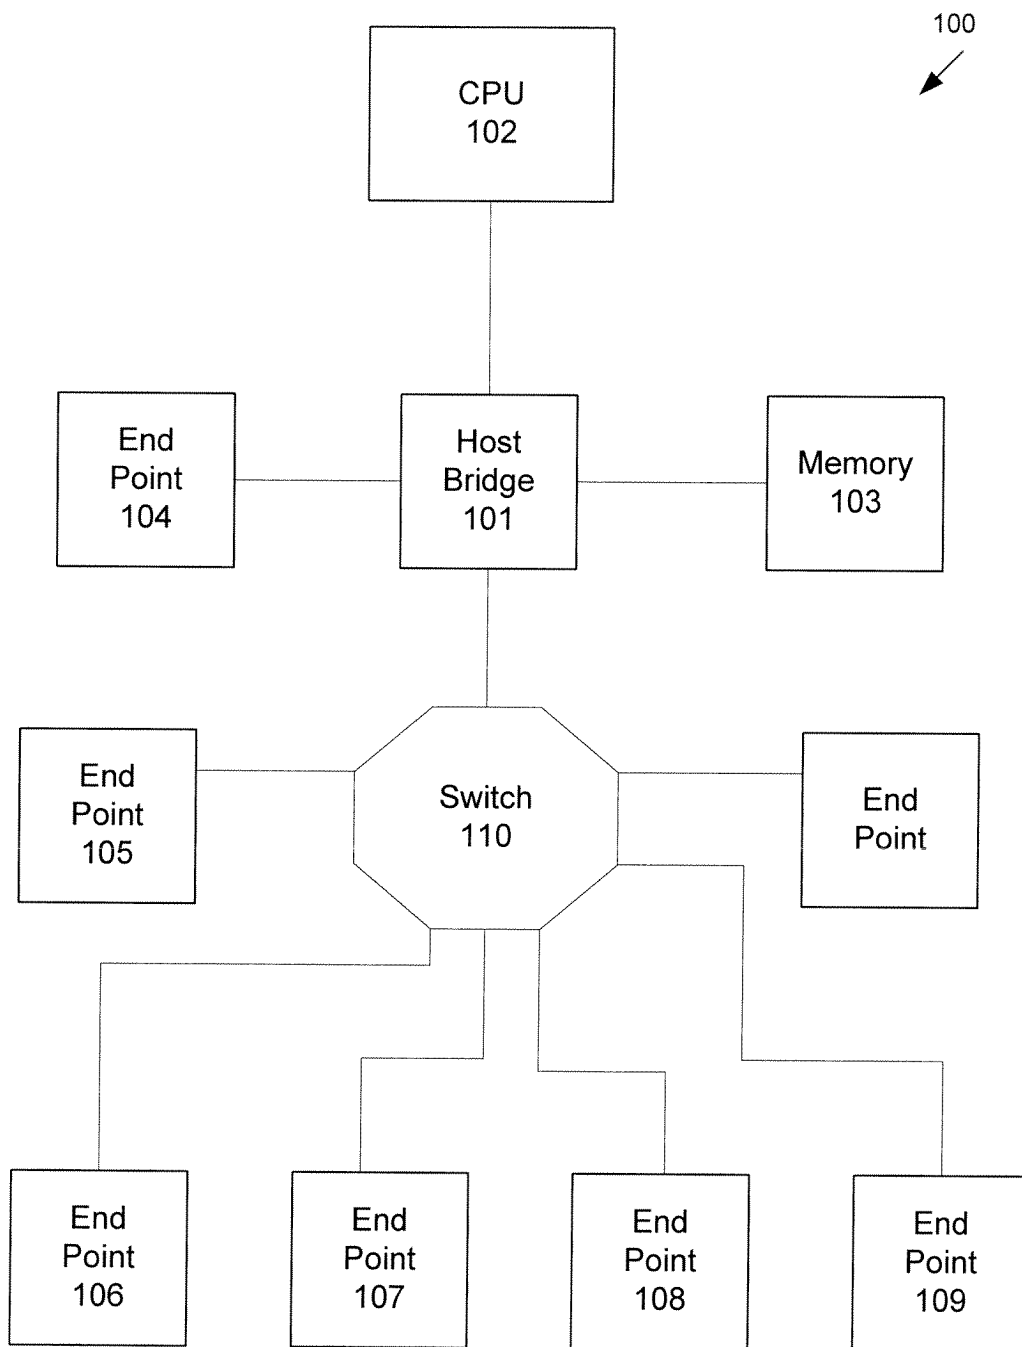 100
CPU
102
End
Point
104
Host
Bridge
101
Memory
103
End
Point
105
Switch
110
End
Point
End
Point
106
End
Point
107
End
Point
108
End
Point
109